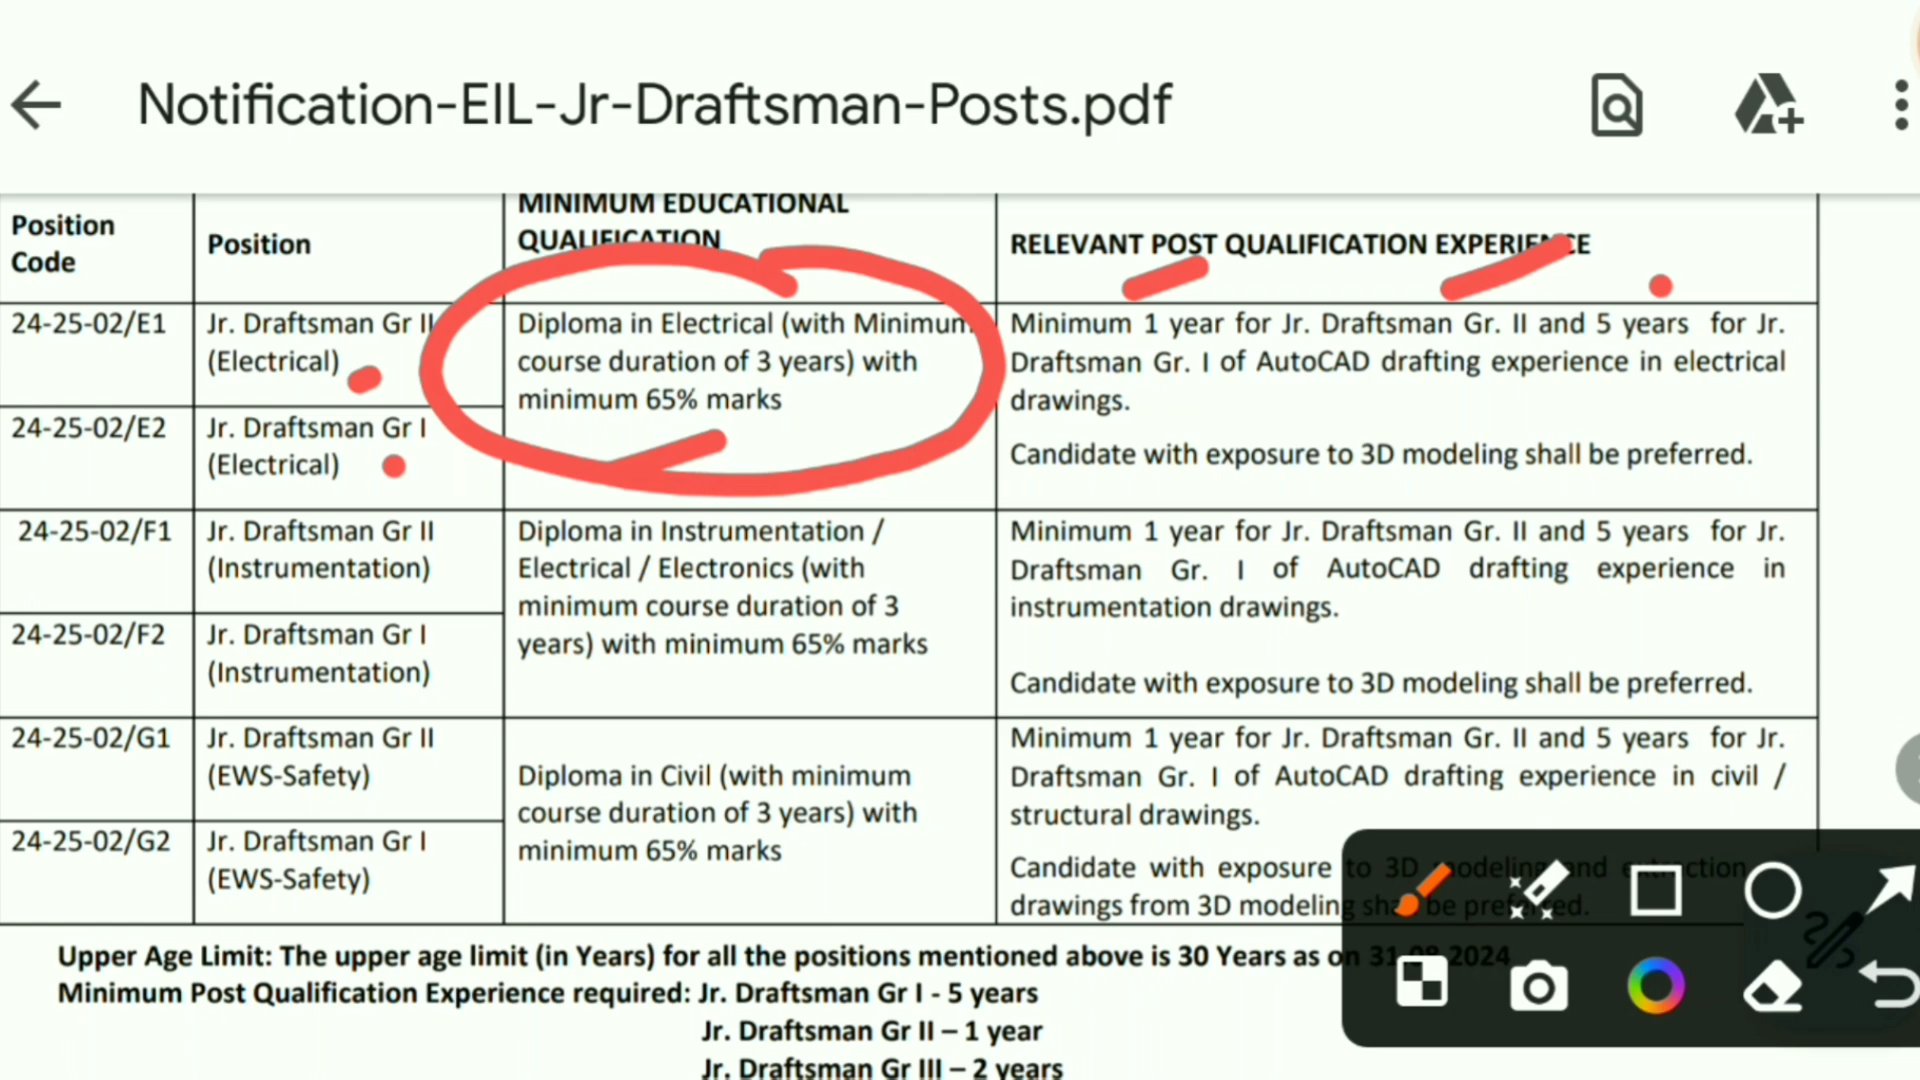 Notification-EIL-Jr-Draftsman-Posts.pdf
Position Code
Position
MINIMUM EDUCATIONAL
QUALIFICATION
RELEVANT POST QUALIFICATION EXPERIENCE
24-25-02/E1
Jr. Draftsman Gr II
(Electrical)
Diploma in Electrical (with Minimum
course duration of 3 years) with
minimum 65% marks
Minimum 1 year for Jr. Draftsman Gr. II and 5 years for Jr.
Draftsman Gr. I of AutoCAD drafting experience in electrical
drawings.
Candidate with exposure to 3D modeling shall be preferred.
24-25-02/E2
Jr. Draftsman Gr I
(Electrical)
24-25-02/F1
Jr. Draftsman Gr II
(Instrumentation)
Diploma in Instrumentation /
Electrical / Electronics (with
minimum course duration of 3
years) with minimum 65% marks
Minimum 1 year for Jr. Draftsman Gr. II and 5 years for Jr.
Draftsman Gr. I of AutoCAD drafting experience in
instrumentation drawings.
Candidate with exposure to 3D modeling shall be preferred.
24-25-02/F2
Jr. Draftsman Gr I
(Instrumentation)
24-25-02/G1
Jr. Draftsman Gr II
(EWS-Safety)
Diploma in Civil (with minimum
course duration of 3 years) with
minimum 65% marks
Minimum 1 year for Jr. Draftsman Gr. II and 5 years for Jr.
Draftsman Gr. I of AutoCAD drafting experience in civil /
structural drawings.
Candidate with exposure to 3D modeling and extraction
drawings from 3D modeling shall be preferred.
24-25-02/G2
Jr. Draftsman Gr I
(EWS-Safety)
Upper Age Limit: The upper age limit (in Years) for all the positions mentioned above is 30 Years as on 31.08.2024
Minimum Post Qualification Experience required: Jr. Draftsman Gr I - 5 years
Jr. Draftsman Gr II – 1 year
Jr. Draftsman Gr III – 2 years